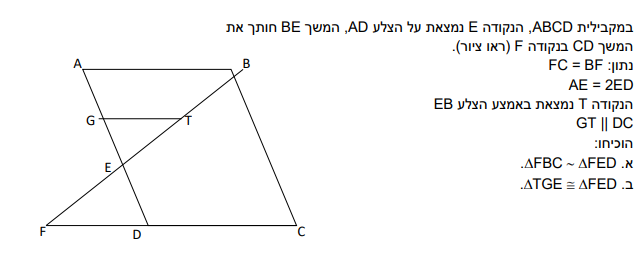 במקבילית ABCD, הנקודה E נמצאת על הצלע AD, המשך BE חותך את
המשך CD בנקודה F (ראו ציור).
נתון: FC = BF
AE = 2ED
הנקודה T נמצאת באמצע הצלע EB
GT || DC
הוכיחו:
א. ΔFBC ~ ΔFED.
ב. ΔTGE ≅ ΔFED.
A
B
G
T
E
F
D
C